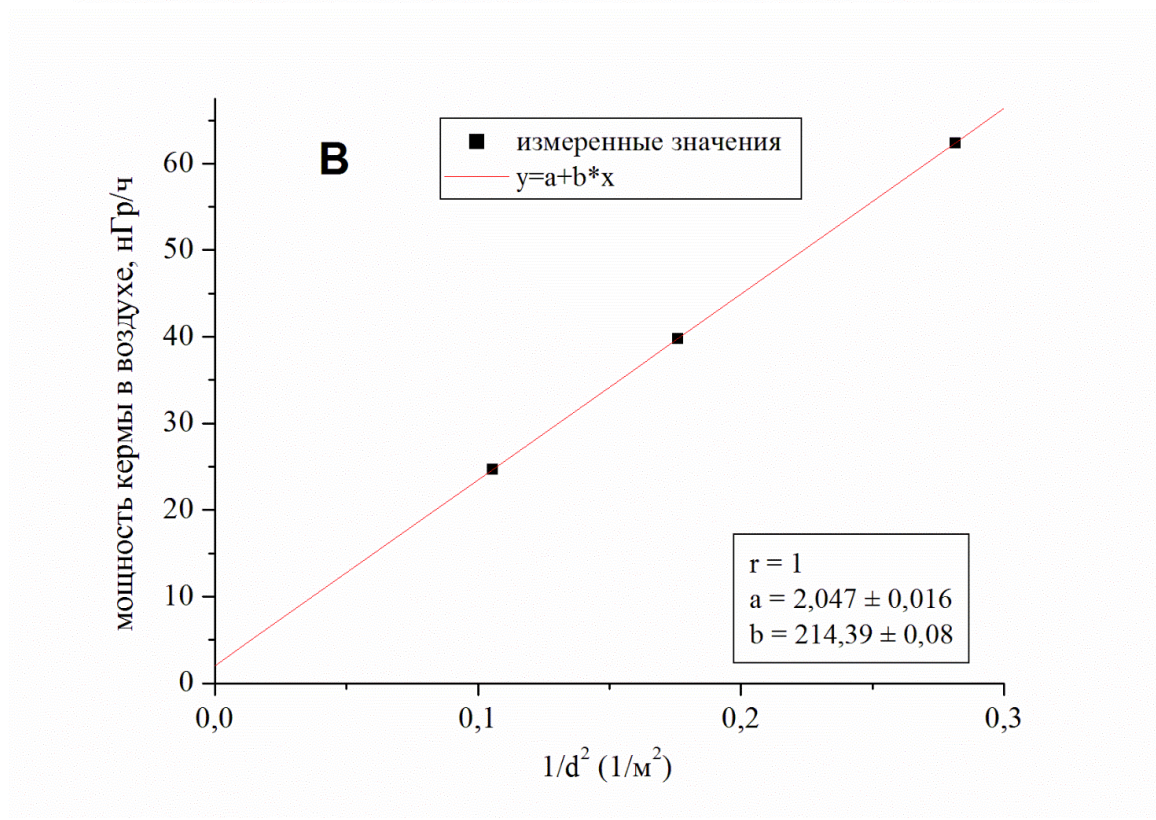 B
измеренные значения
y=a+b*x
мощность кермы в воздухе, нГр/ч
60
50
40
30
20
10
0
r = 1
a = 2,047 ± 0,016
b = 214,39 ± 0,08
0,0 0,1 0,2 0,3
1/d² (1/м²)